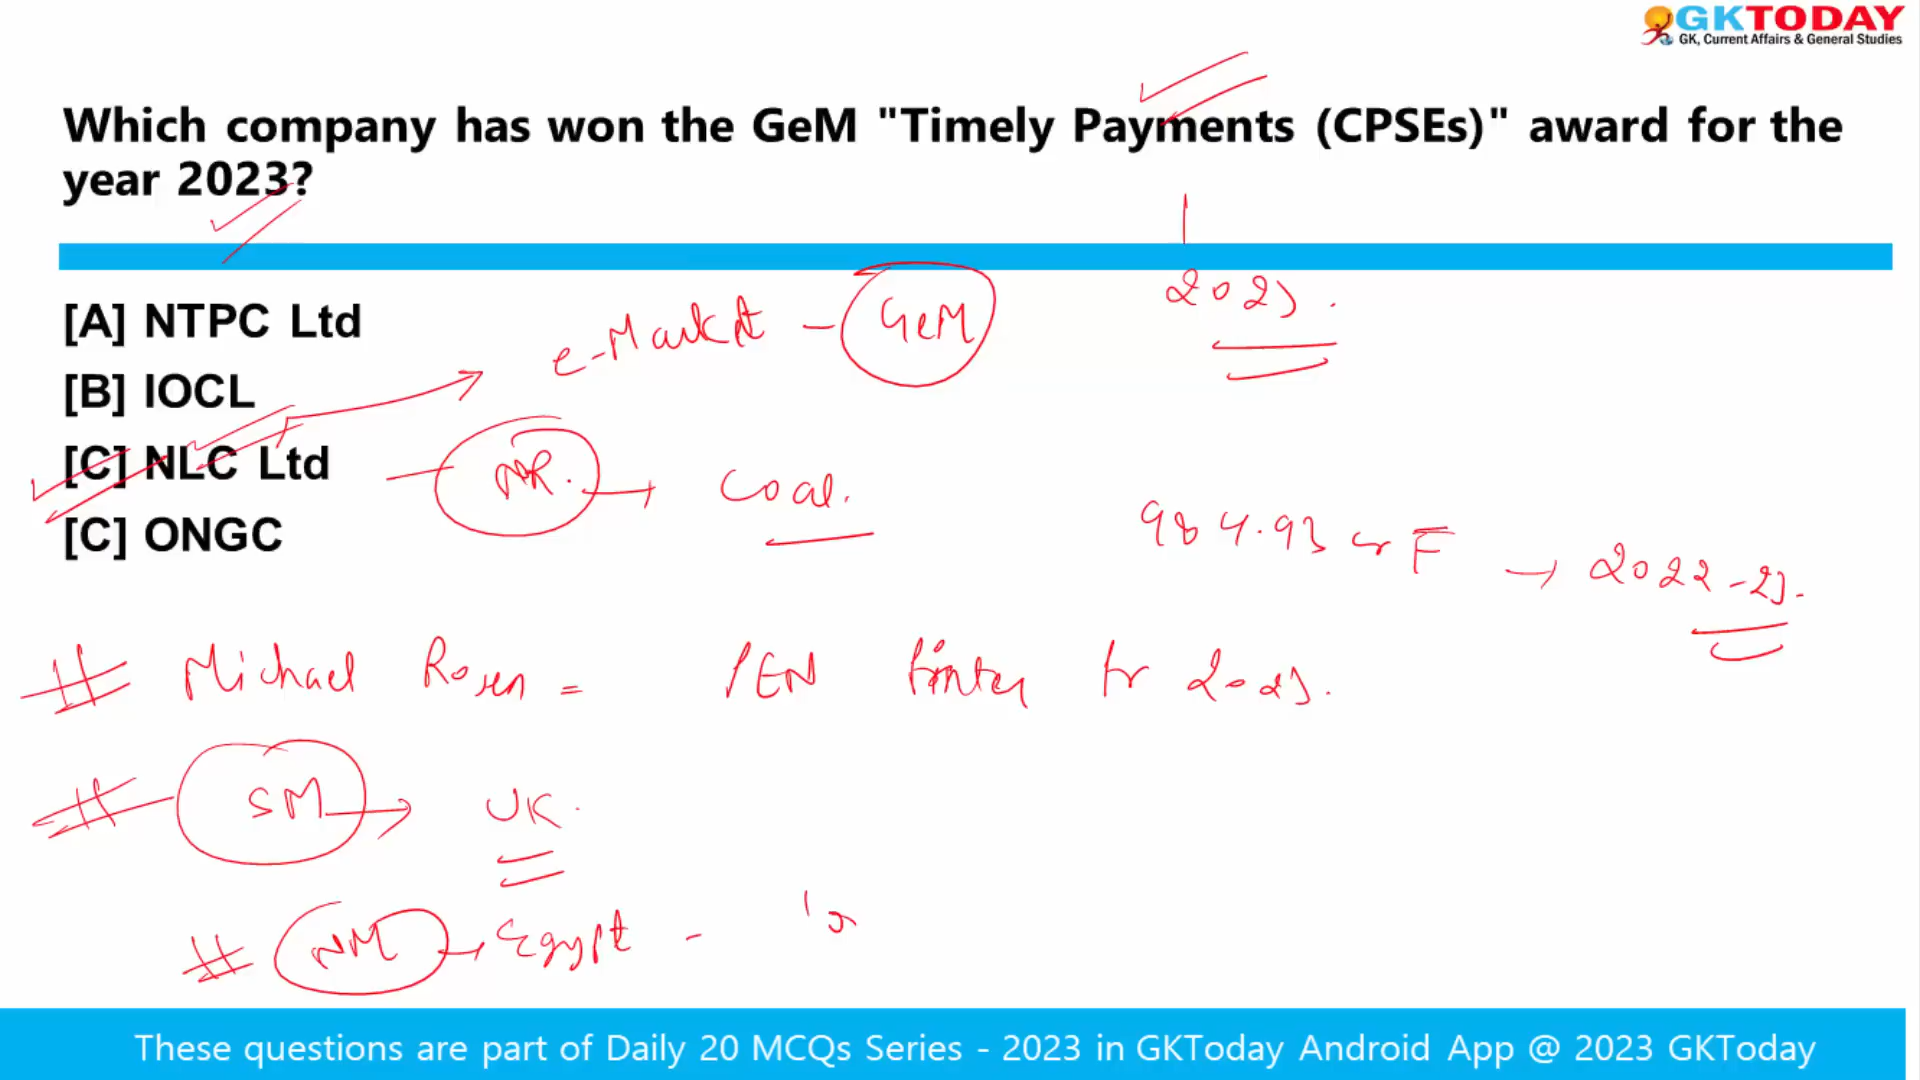 GKTODAY
GK, Current Affairs & General Studies
Which company has won the GeM "Timely Payments (CPSEs)" award for the
year 2023?
2023.
[A] NTPC Ltd
e-Market - GeM
[B] IOCL
[C] NLC Ltd
NR. → Coal.
[C] ONGC
984.93 cr F → 2022-23.
# Michael Rosen = PEN Pinter for 2023.
# SM → UK.
# NM → Egypt -
These questions are part of Daily 20 MCQs Series - 2023 in GKToday Android App @ 2023 GKToday